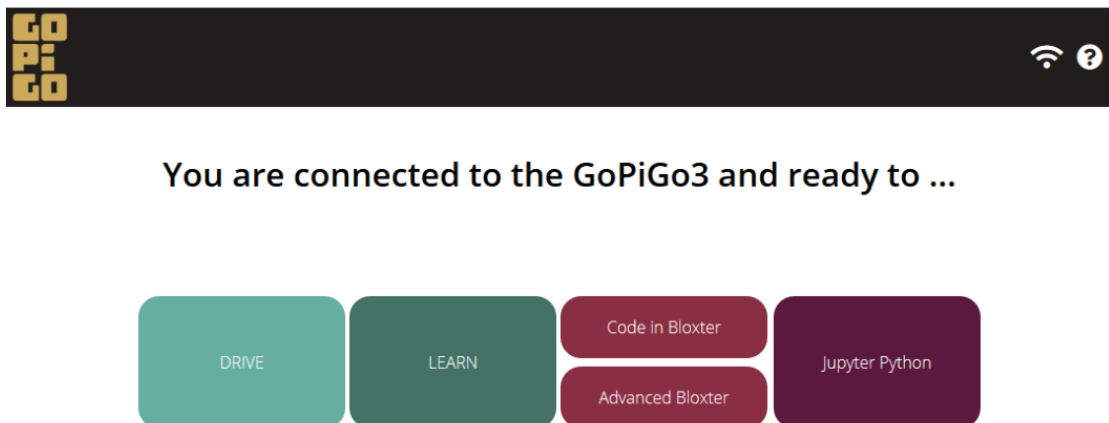 GO
Pi
GO
?
You are connected to the GoPiGo3 and ready to ...
DRIVE
LEARN
Code in Bloxter
Advanced Bloxter
Jupyter Python